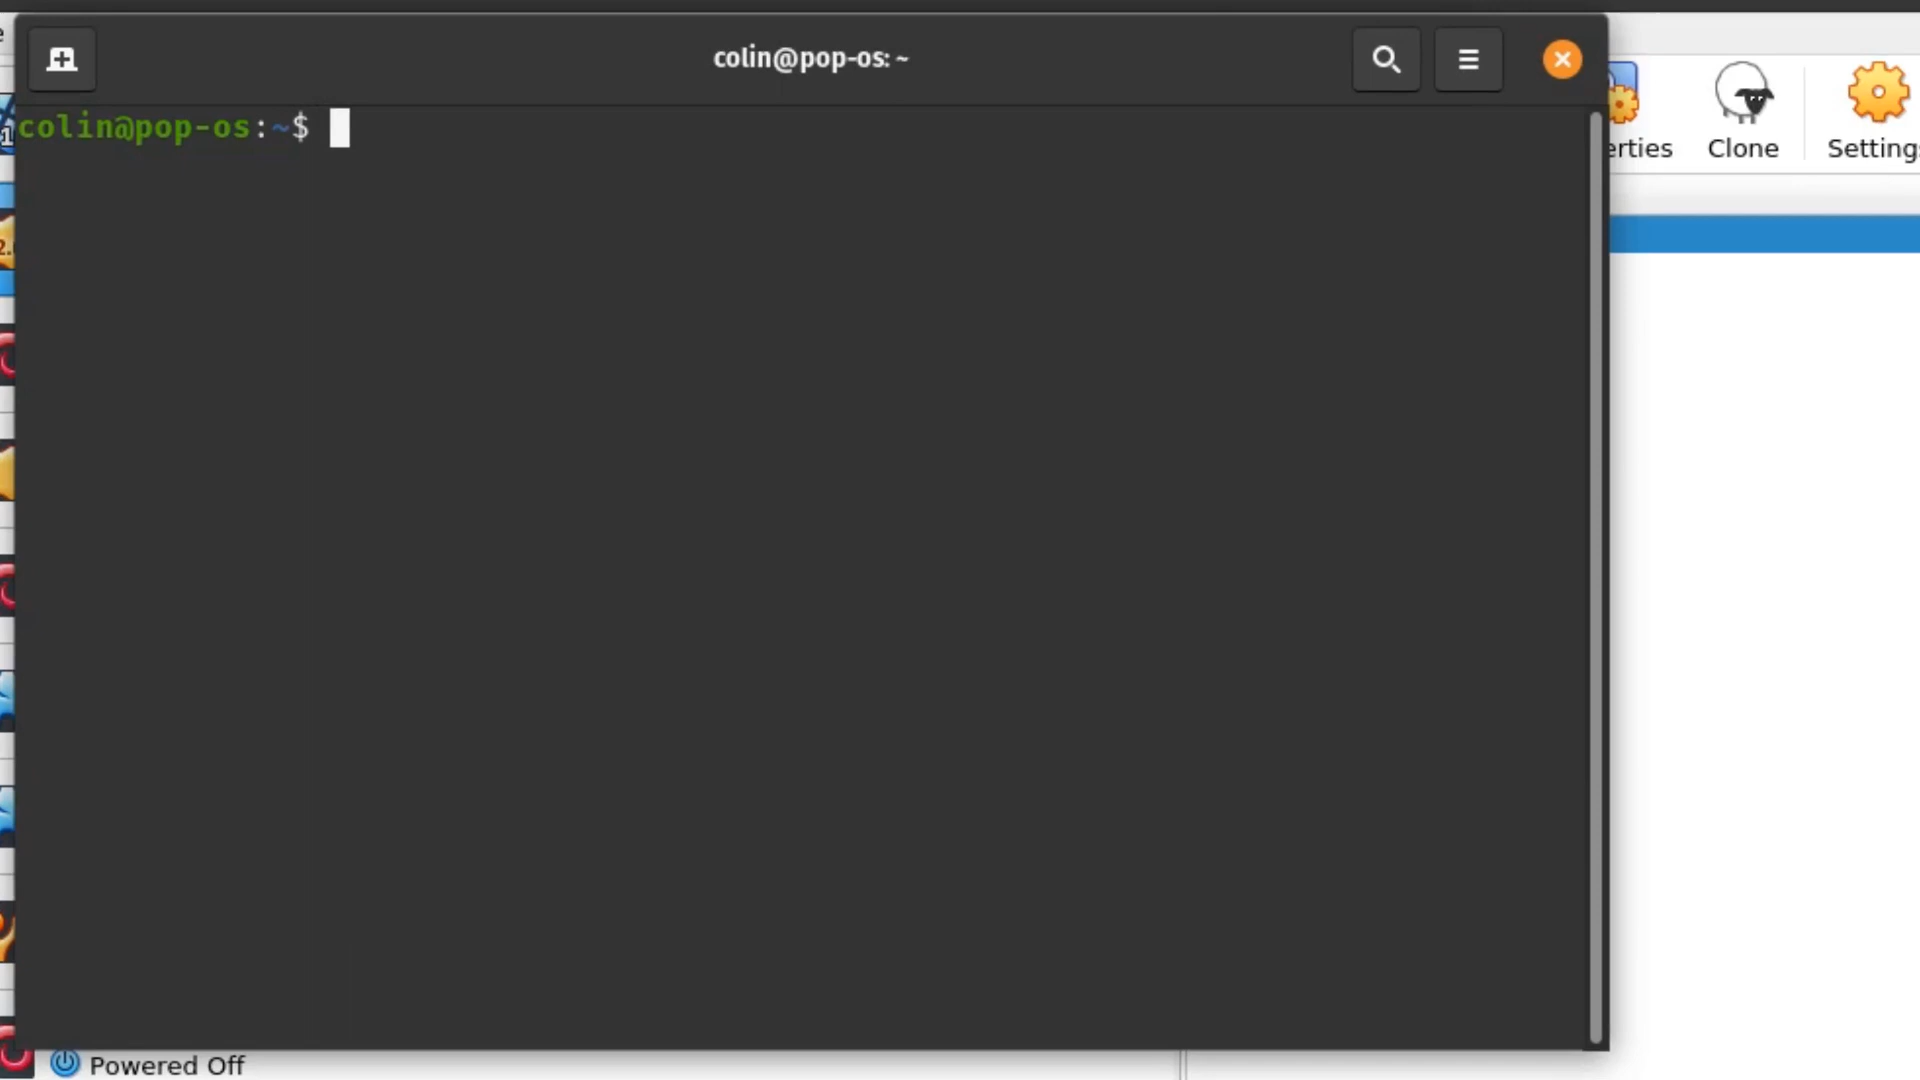 colin@pop-os: ~
colin@pop-os:~$
erties
Clone
Setting
Powered Off